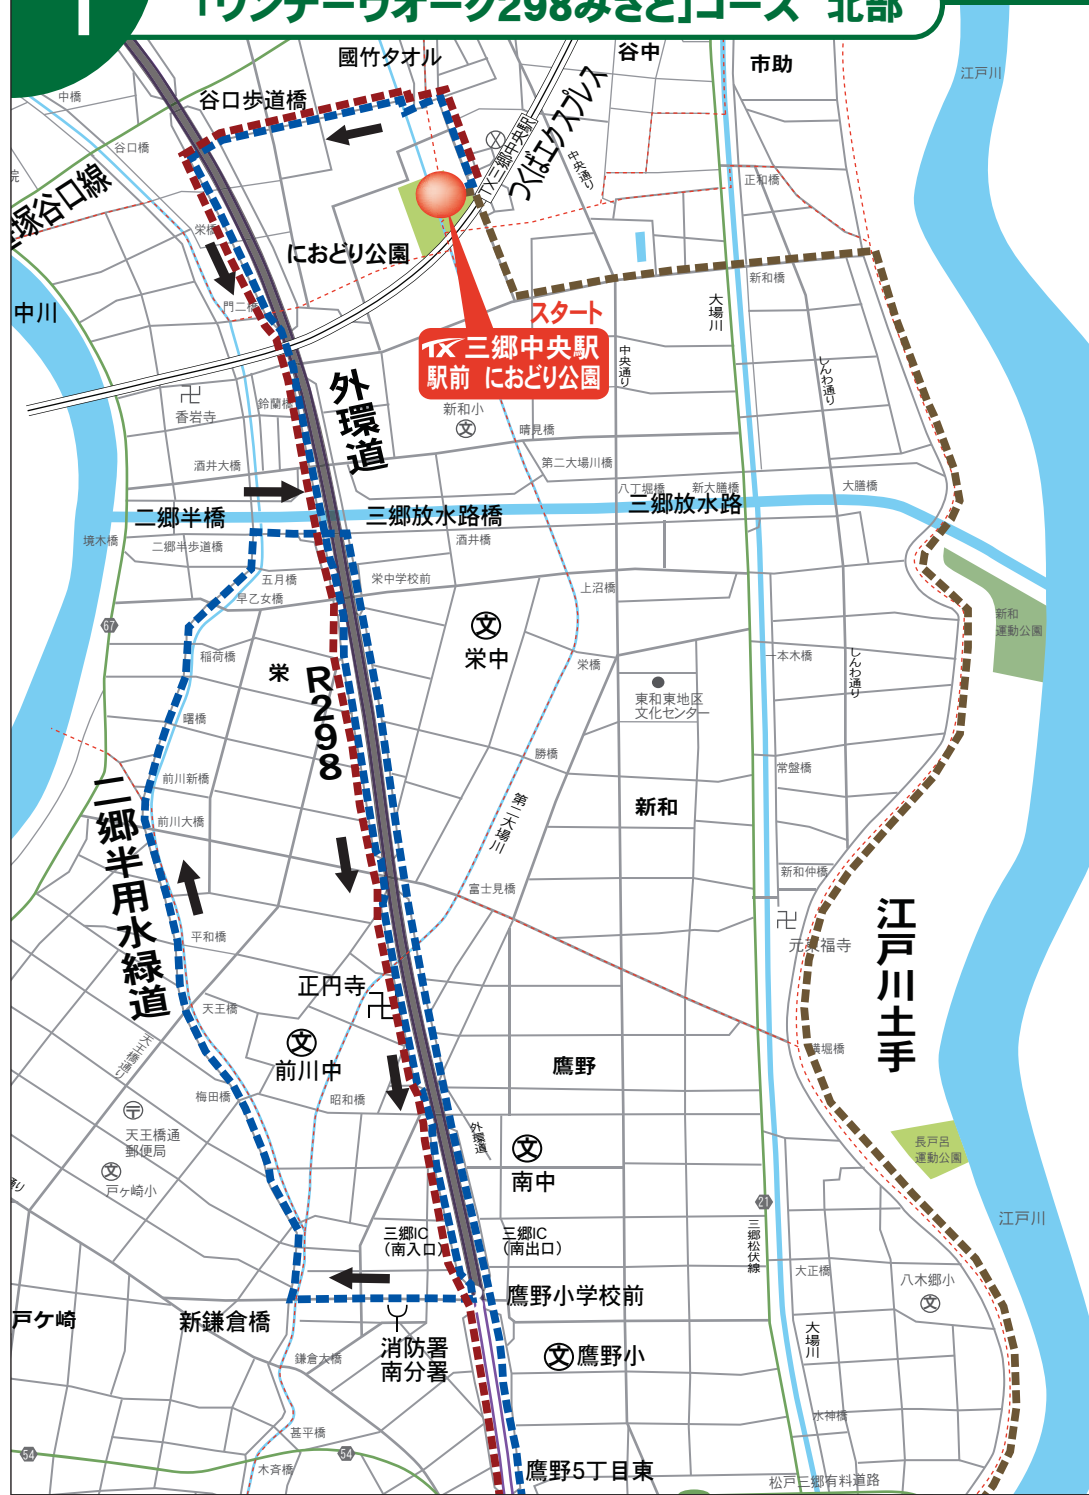 1
「ウンナーウオーク298みさと」コース 北部
國竹タオル
谷中
市助
江戸川
中橋
谷口歩道橋
TX三郷中央駅
つくばエクスプレス
中央通り
谷口橋
院
塚谷口線
正和橋
栄橋
におどり公園
新和橋
門二橋
中川
大場川
スタート
TX 三郷中央駅
駅前 におどり公園
中央通り
しんわ通り
外環道
鈴蘭橋
香岩寺
新和小
文
晴見橋
酒井大橋
第二大場川橋
八丁堀橋
新大膳橋
大膳橋
二郷半橋
三郷放水路橋
三郷放水路
境木橋
二郷半歩道橋
酒井橋
五月橋
栄中学校前
上沼橋
早乙女橋
新和
運動公園
67
文
栄中
稲荷橋
栄
R298
栄橋
一本木橋
しんわ通り
東和東地区
文化センター
曙橋
勝橋
常盤橋
前川新橋
前川大橋
二郷半用水緑道
第二大場川
新和
新和仲橋
富士見橋
江戸川土手
平和橋
元栗福寺
正円寺
天王橋
天王橋通り
文
前川中
横堀橋
鷹野
梅田橋
昭和橋
〒
天王橋通
郵便局
外環道
文
南中
長戸呂
運動公園
文
戸ヶ崎小
り
21
三郷松伏線
江戸川
三郷IC
(南入口)
三郷IC
(南出口)
大正橋
八木郷小
文
鷹野小学校前
戸ケ崎
新鎌倉橋
大場川
消防署
南分署
鎌倉大橋
文 鷹野小
水神橋
甚平橋
54
54
木斉橋
鷹野5丁目東
松戸三郷有料道路